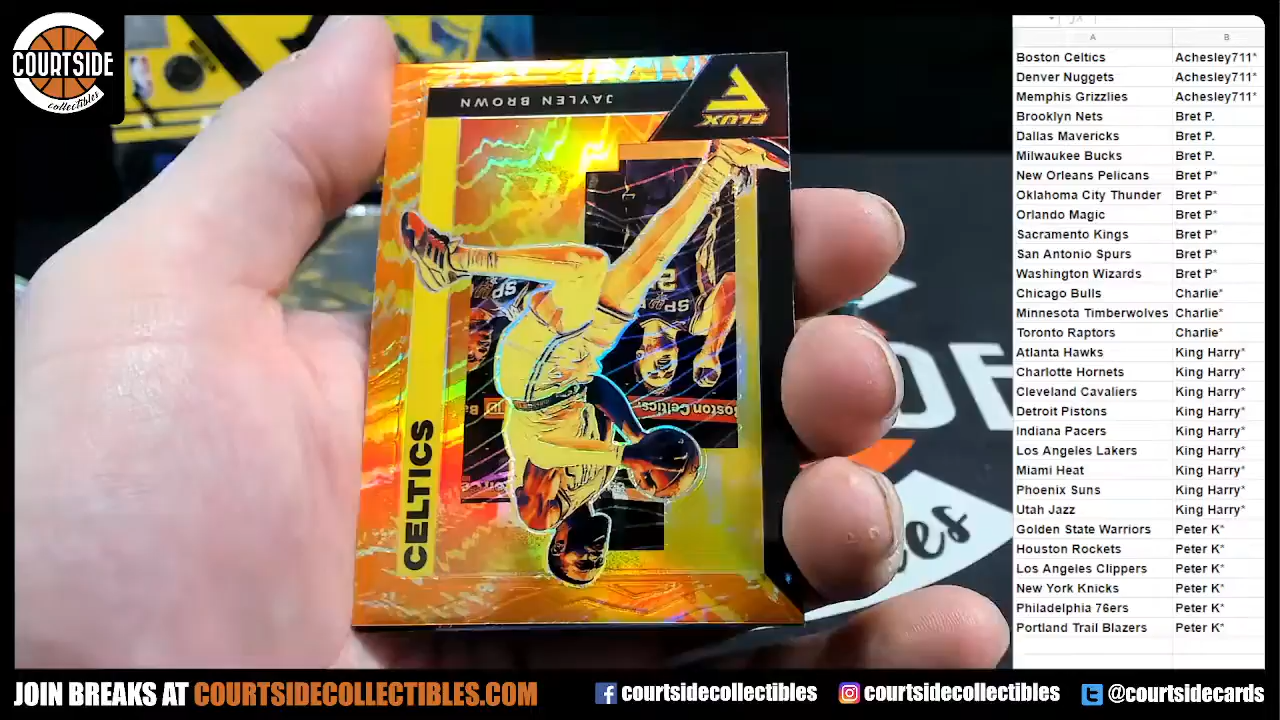 COURTSIDE
collectibles
JAYLEN BROWN
FLUX
CELTICS
Boston Celtics
A B
Boston Celtics Achesley711*
Denver Nuggets Achesley711*
Memphis Grizzlies Achesley711*
Brooklyn Nets Bret P.
Dallas Mavericks Bret P.
Milwaukee Bucks Bret P.
New Orleans Pelicans Bret P*
Oklahoma City Thunder Bret P*
Orlando Magic Bret P*
Sacramento Kings Bret P*
San Antonio Spurs Bret P*
Washington Wizards Bret P*
Chicago Bulls Charlie*
Minnesota Timberwolves Charlie*
Toronto Raptors Charlie*
Atlanta Hawks King Harry*
Charlotte Hornets King Harry*
Cleveland Cavaliers King Harry*
Detroit Pistons King Harry*
Indiana Pacers King Harry*
Los Angeles Lakers King Harry*
Miami Heat King Harry*
Phoenix Suns King Harry*
Utah Jazz King Harry*
Golden State Warriors Peter K*
Houston Rockets Peter K*
Los Angeles Clippers Peter K*
New York Knicks Peter K*
Philadelphia 76ers Peter K*
Portland Trail Blazers Peter K*
JOIN BREAKS AT COURTSIDECOLLECTIBLES.COM
courtsidecollectibles
courtsidecollectibles
@courtsidecards